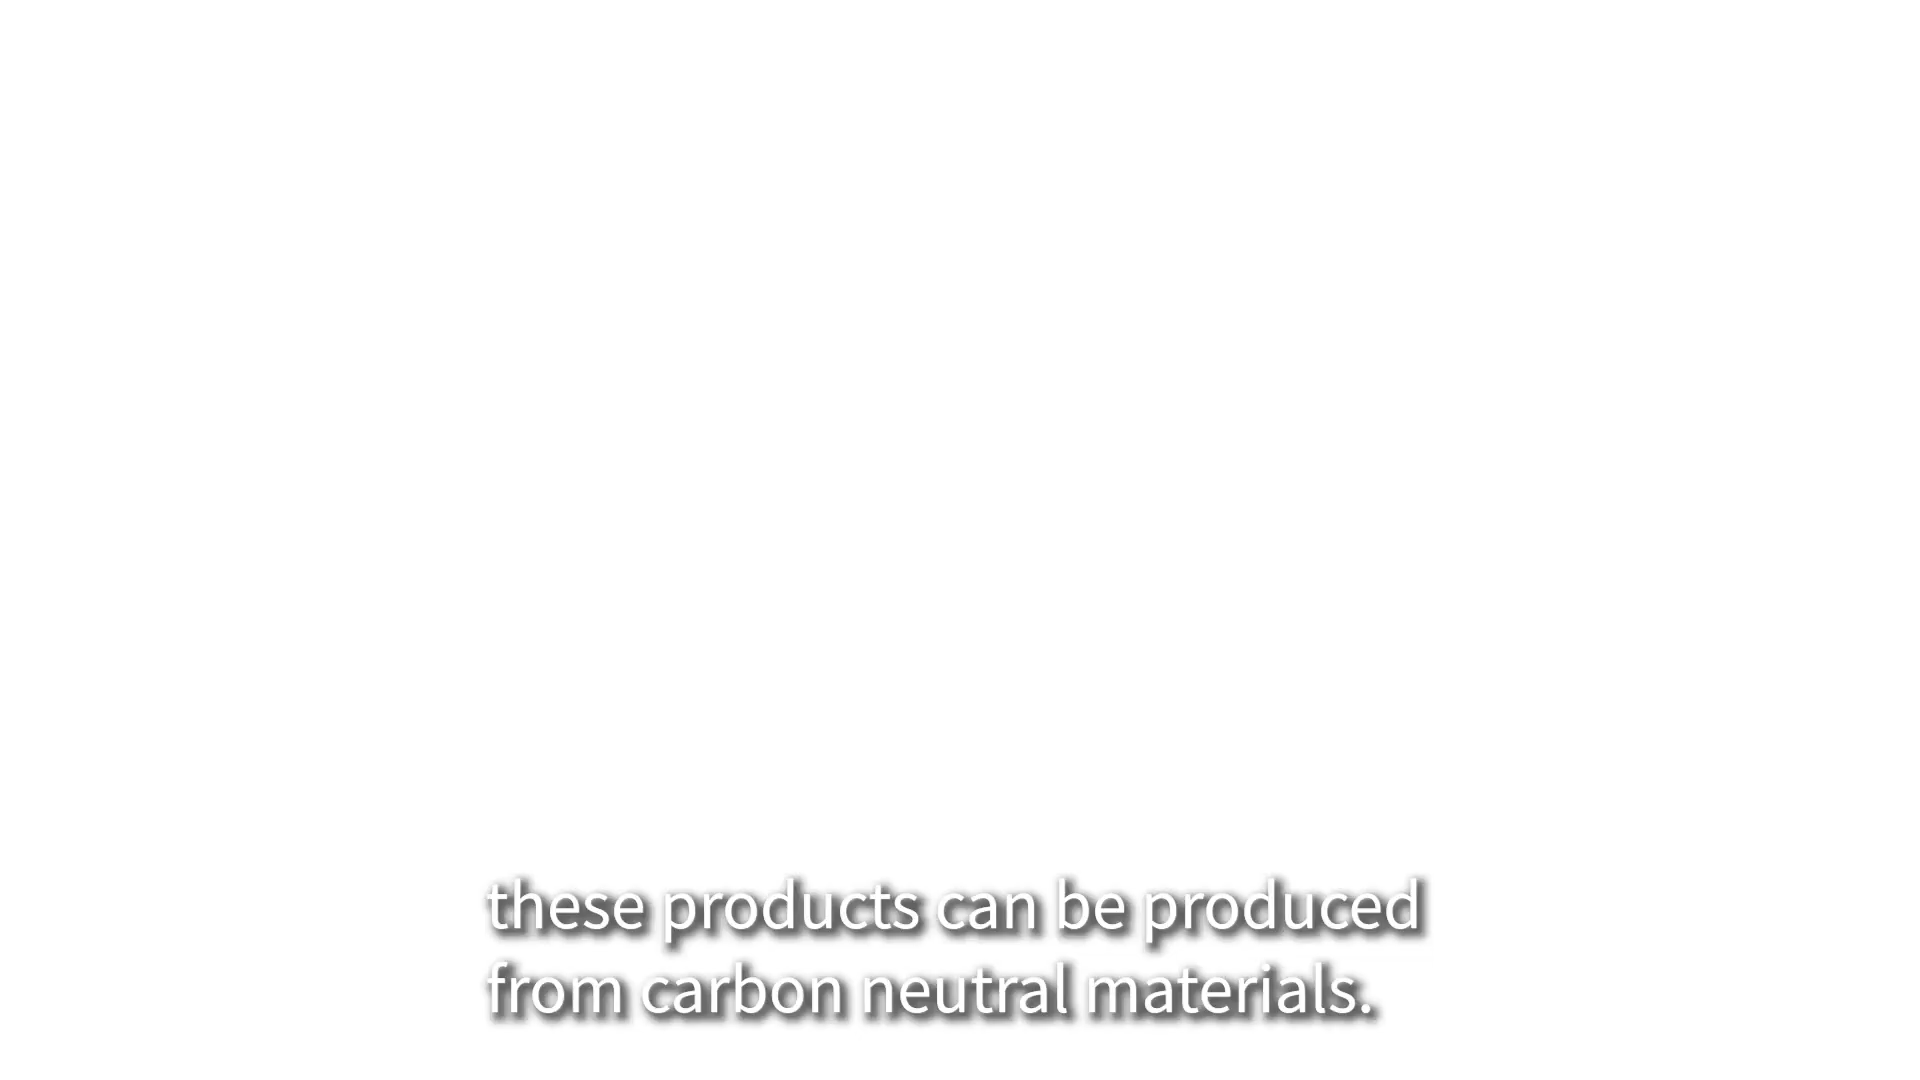 these products can be produced
from carbon neutral materials.